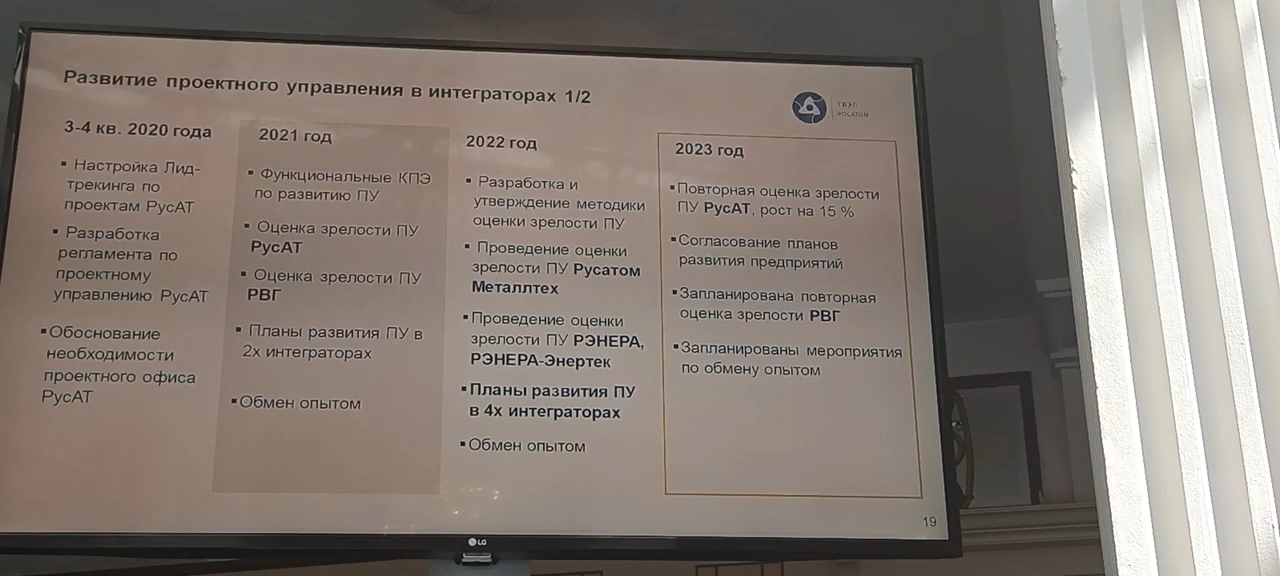 Развитие проектного управления в интеграторах 1/2
ТВЭЛ
РОСАТОМ
3-4 кв. 2020 года
▪ Настройка Лид-
трекинга по
проектам РусАТ
▪ Разработка
регламента по
проектному
управлению РусАТ
▪Обоснование
необходимости
проектного офиса
РусАТ
2021 год
▪ Функциональные КПЭ
по развитию ПУ
▪ Оценка зрелости ПУ
РусАТ
▪ Оценка зрелости ПУ
РВГ
▪ Планы развития ПУ в
2х интеграторах
▪Обмен опытом
2022 год
▪ Разработка и
утверждение методики
оценки зрелости ПУ
▪ Проведение оценки
зрелости ПУ Русатом
Металлтех
▪Проведение оценки
зрелости ПУ РЭНЕРА,
РЭНЕРА-Энертек
▪Планы развития ПУ
в 4х интеграторах
▪Обмен опытом
2023 год
▪Повторная оценка зрелости
ПУ РусАТ, рост на 15 %
▪Согласование планов
развития предприятий
▪Запланирована повторная
оценка зрелости РВГ
▪Запланированы мероприятия
по обмену опытом
19
LG